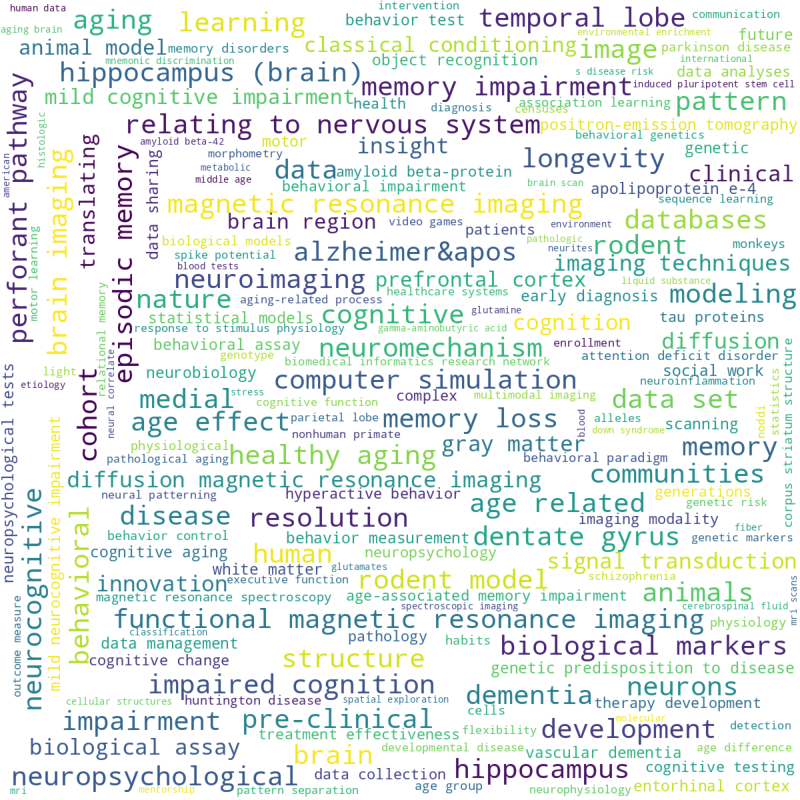 human data
intervention
communication
aging
learning
behavior test
temporal lobe
aging brain
environmental enrichment
future
animal model
memory disorders
classical conditioning
image
parkinson disease
mnemonic discrimination
object recognition
international
hippocampus (brain)
s disease risk
data analyses
memory impairment
induced pluripotent stem cell
mild cognitive impairment
health
diagnosis
censuses
association learning
pattern
relating to nervous system
positron-emission tomography
behavioral genetics
perforant pathway
histologic
american
motor learning
brain imaging
translating
episodic memory
amyloid beta-42
motor
insight
morphometry
metabolic
middle age
data sharing
data
amyloid beta-protein
behavioral impairment
longevity
genetic
clinical
brain scan
apolipoprotein e-4
sequence learning
magnetic resonance imaging
brain region
video games
patients
environment
databases
biological models
spike potential
blood tests
alzheimer&apos
pathologic
neurites
rodent
monkeys
imaging techniques
neuroimaging
prefrontal cortex
healthcare systems
liquid substance
early diagnosis
modeling
nature
aging-related process
cognitive
glutamine
statistical models
response to stimulus physiology
gamma-aminobutyric acid
cognition
tau proteins
enrollment
diffusion
behavioral assay
genotype
neuromechanism
attention deficit disorder
biomedical informatics research network
social work
relational memory
light
etiology
cohort
neural correlate
neurobiology
stress
computer simulation
multimodal imaging
neuroinflammation
medial
cognitive function
complex
data set
statistics
noddi
corpus striatum structure
age effect
parietal lobe
memory loss
blood
alleles
scanning
down syndrome
nonhuman primate
physiological
pathological aging
healthy aging
gray matter
memory
behavioral paradigm
neuropsychological tests
diffusion magnetic resonance imaging
communities
neural patterning
hyperactive behavior
age related
generations
genetic risk
disease
resolution
imaging modality
fiber
genetic markers
behavior control
behavior measurement
dentate gyrus
cognitive aging
human
neuropsychology
signal transduction
white matter
glutamates
innovation
executive function
rodent model
schizophrenia
animals
magnetic resonance spectroscopy
age-associated memory impairment
neurocognitive
mild neurocognitive impairment
behavioral
outcome measure
spectroscopic imaging
cerebrospinal fluid
mri scans
functional magnetic resonance imaging
physiology
classification
data management
pathology
habits
biological markers
cognitive change
structure
genetic predisposition to disease
impaired cognition
dementia
neurons
cellular structures
huntington disease
spatial exploration
therapy development
cells
impairment
pre-clinical
molecular
treatment effectiveness
flexibility
development
detection
biological assay
brain
developmental disease
vascular dementia
age difference
neuropsychological
data collection
hippocampus
cognitive testing
age group
mri
mentorship
pattern separation
neurophysiology
entorhinal cortex